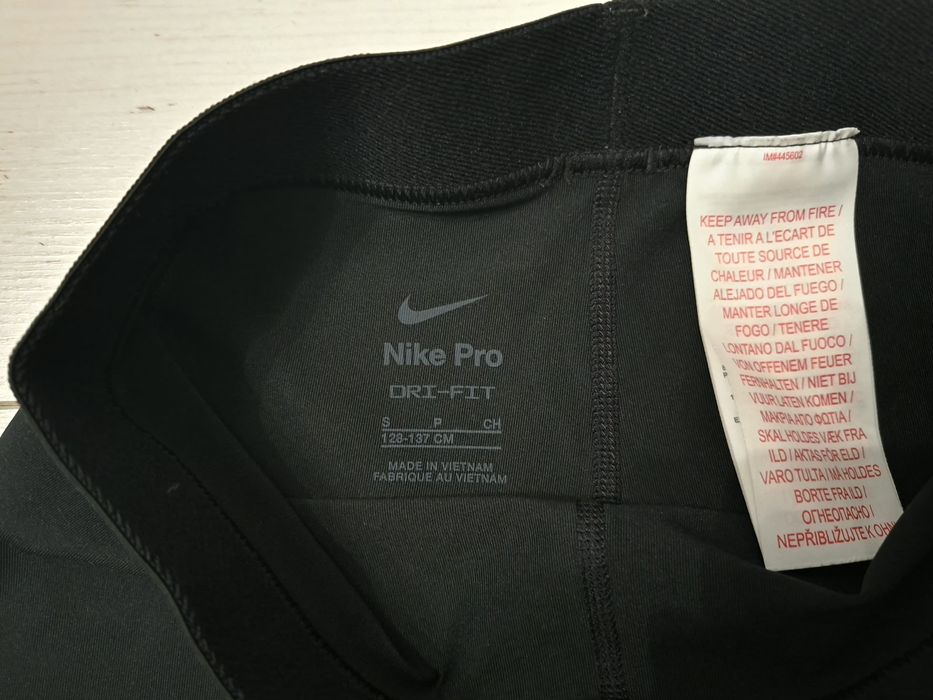 Nike Pro
DRI-FIT
S P CH
128-137 CM
MADE IN VIETNAM
FABRIQUE AU VIETNAM
IM#445602
KEEP AWAY FROM FIRE /
A TENIR A L'ECART DE
TOUTE SOURCE DE
CHALEUR / MANTENER
ALEJADO DEL FUEGO /
MANTER LONGE DE
FOGO / TENERE
LONTANO DAL FUOCO /
VON OFFENEM FEUER
FERNHALTEN / NIET BIJ
VUUR LATEN KOMEN /
ΜΑΚΡΙΑ ΑΠΟ ΦΩΤΙΑ /
SKAL HOLDES VÆK FRA
ILD / AKTAS FÖR ELD /
VARO TULTA / MÅ HOLDES
BORTE FRA ILD /
ОГНЕОПАСНО /
NEPŘIBLIŽUJTE K OHNI